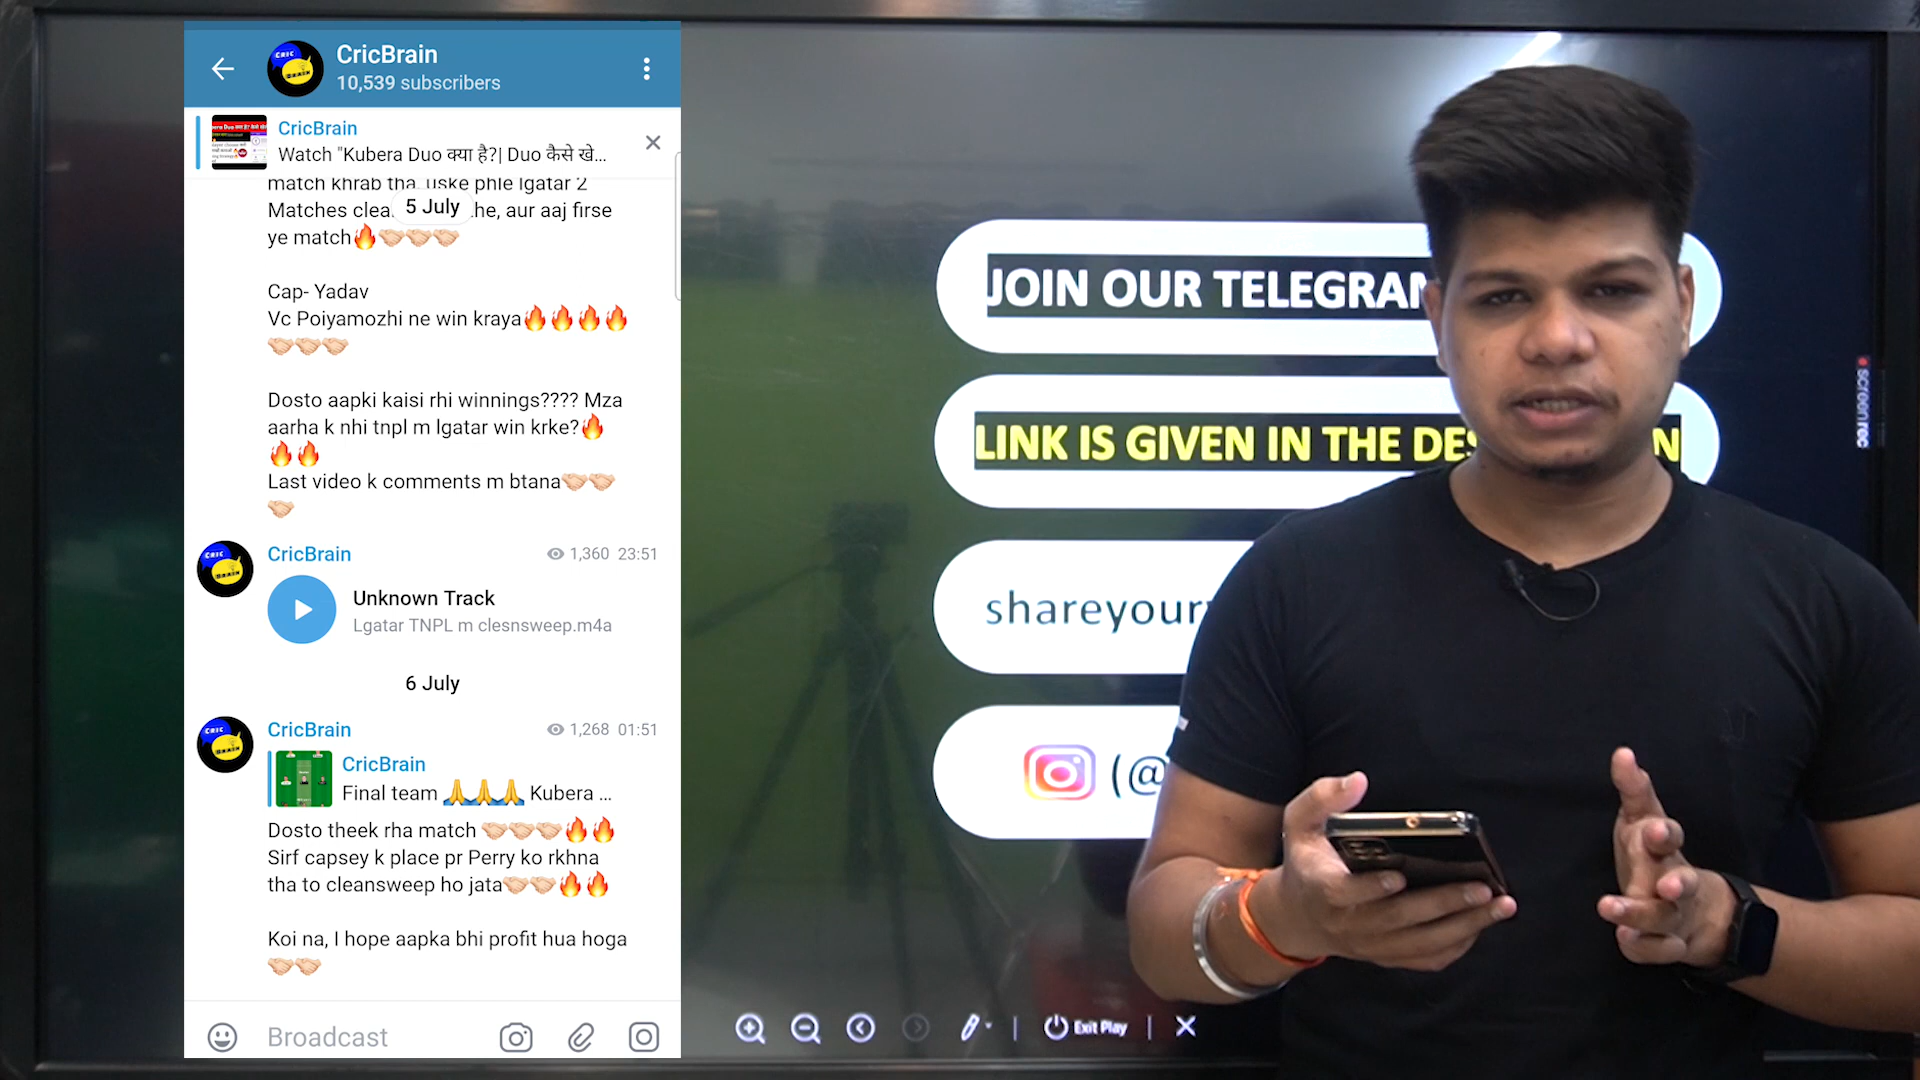 CricBrain
10,539 subscribers
CricBrain
Watch "Kubera Duo क्या है?| Duo कैसे खे...
match khrab tha, uske phle lgatar 2
Matches clea
5 July
the, aur aaj firse
ye match🔥🤝🏻🤝🏻🤝🏻
Cap- Yadav
Vc Poiyamozhi ne win kraya🔥🔥🔥🔥
🤝🏻🤝🏻🤝🏻
Dosto aapki kaisi rhi winnings???? Mza
aarha k nhi tnpl m lgatar win krke?🔥
🔥🔥
Last video k comments m btana🤝🏻🤝🏻
🤝🏻
CricBrain 1,360 23:51
Unknown Track
Lgatar TNPL m clesnsweep.m4a
6 July
CricBrain 1,268 01:51
CricBrain
Final team 🙏🙏🙏 Kubera ...
Dosto theek rha match 🤝🏻🤝🏻🤝🏻🔥🔥
Sirf capsey k place pr Perry ko rkhna
tha to cleansweep ho jata🤝🏻🤝🏻🔥🔥
Koi na, I hope aapka bhi profit hua hoga
🤝🏻🤝🏻
Broadcast
JOIN OUR TELEGRAM
LINK IS GIVEN IN THE DES N
shareyour
(@
Exit Play
screenrec